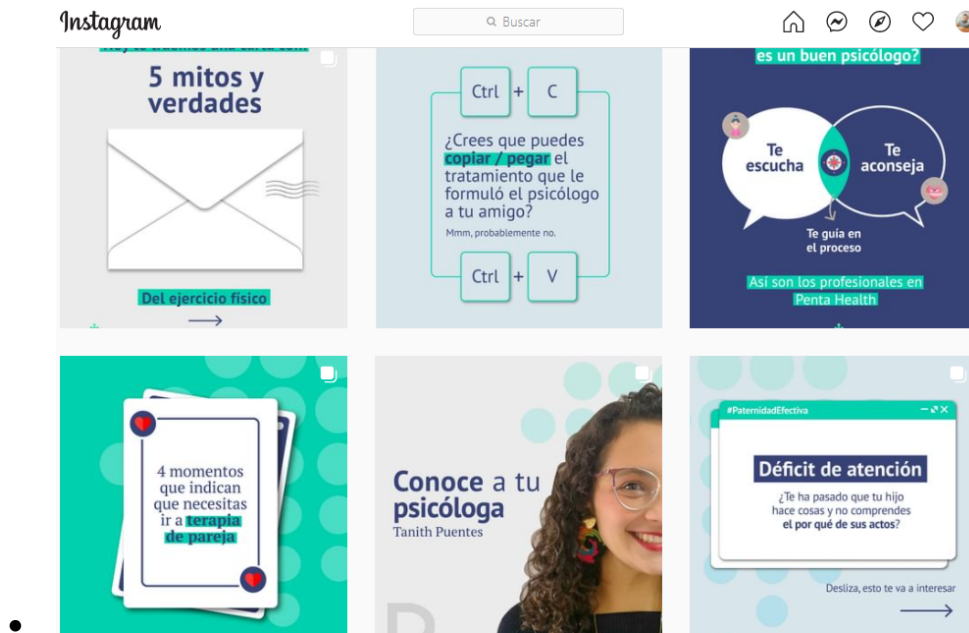 Instagram
Buscar
5 mitos y
verdades
Del ejercicio físico
Ctrl + C
¿Crees que puedes
copiar / pegar el
tratamiento que le
formuló el psicólogo
a tu amigo?
Mmm, probablemente no.
Ctrl + V
es un buen psicólogo?
Te
escucha
Te
aconseja
Te guía en
el proceso
Así son los profesionales en
Penta Health
4 momentos
que indican
que necesitas
ir a terapia
de pareja
Conoce a tu
psicóloga
Tanith Puentes
#PaternidadEfectiva
Déficit de atención
¿Te ha pasado que tu hijo
hace cosas y no comprendes
el por qué de sus actos?
Desliza, esto te va a interesar